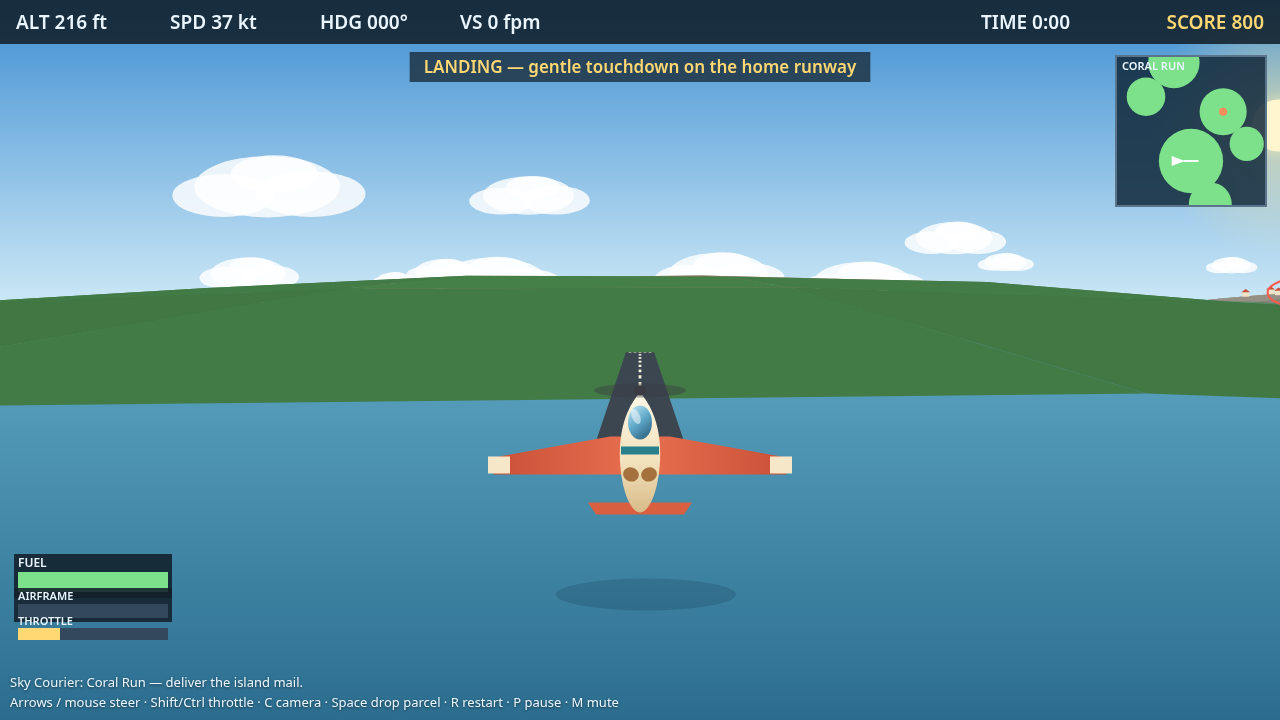 ALT 216 ft SPD 37 kt HDG 000° VS 0 fpm TIME 0:00 SCORE 800
LANDING — gentle touchdown on the home runway
CORAL RUN
FUEL
AIRFRAME
THROTTLE
Sky Courier: Coral Run — deliver the island mail.
Arrows / mouse steer · Shift/Ctrl throttle · C camera · Space drop parcel · R restart · P pause · M mute